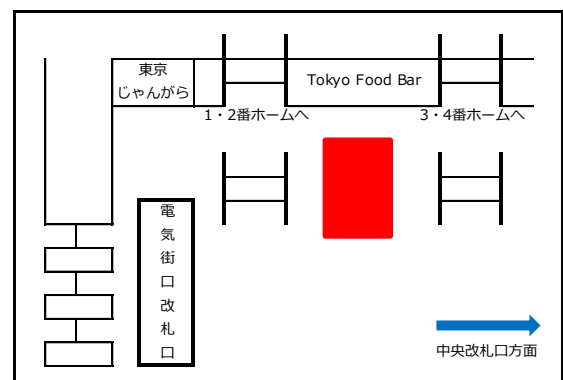 東京
じゃんがら
Tokyo Food Bar
1・2番ホームへ
3・4番ホームへ
電気街口改札口
中央改札口方面